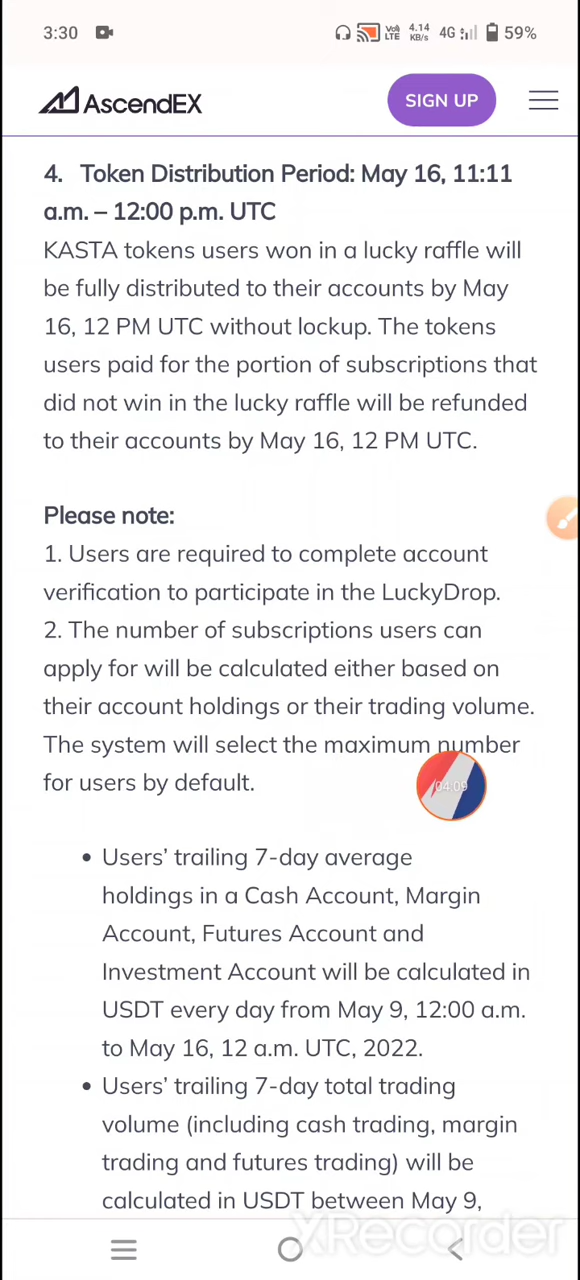 3:30 Vo) LTE 4.14 KB/s 4G 59%
AscendEX SIGN UP
4. Token Distribution Period: May 16, 11:11
a.m. – 12:00 p.m. UTC
KASTA tokens users won in a lucky raffle will
be fully distributed to their accounts by May
16, 12 PM UTC without lockup. The tokens
users paid for the portion of subscriptions that
did not win in the lucky raffle will be refunded
to their accounts by May 16, 12 PM UTC.
Please note:
1. Users are required to complete account
verification to participate in the LuckyDrop.
2. The number of subscriptions users can
apply for will be calculated either based on
their account holdings or their trading volume.
The system will select the maximum number
for users by default.
04:09
• Users’ trailing 7-day average
holdings in a Cash Account, Margin
Account, Futures Account and
Investment Account will be calculated in
USDT every day from May 9, 12:00 a.m.
to May 16, 12 a.m. UTC, 2022.
• Users’ trailing 7-day total trading
volume (including cash trading, margin
trading and futures trading) will be
calculated in USDT between May 9,
XRecorder